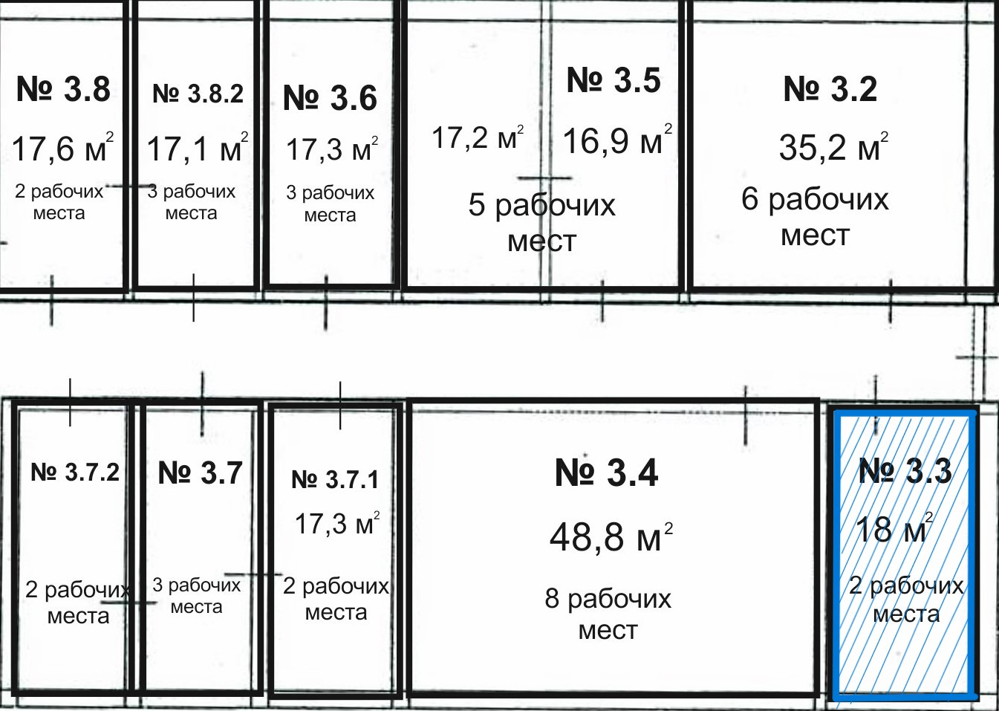 № 3.8
17,6 м²
2 рабочих
места
№ 3.8.2
17,1 м²
3 рабочих
места
№ 3.6
17,3 м²
3 рабочих
места
№ 3.5
17,2 м² 16,9 м²
5 рабочих
мест
№ 3.2
35,2 м²
6 рабочих
мест
№ 3.7.2
2 рабочих
места
№ 3.7
3 рабочих
места
№ 3.7.1
17,3 м²
2 рабочих
места
№ 3.4
48,8 м²
8 рабочих
мест
№ 3.3
18 м²
2 рабочих
места